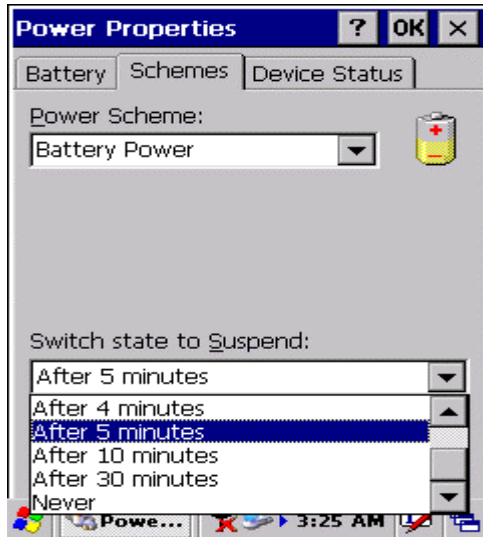 Power Properties ? OK ×
Battery Schemes Device Status
Power Scheme:
Battery Power
Switch state to Suspend:
After 5 minutes
After 4 minutes
After 5 minutes
After 10 minutes
After 30 minutes
Never
Powe... 3:25 AM